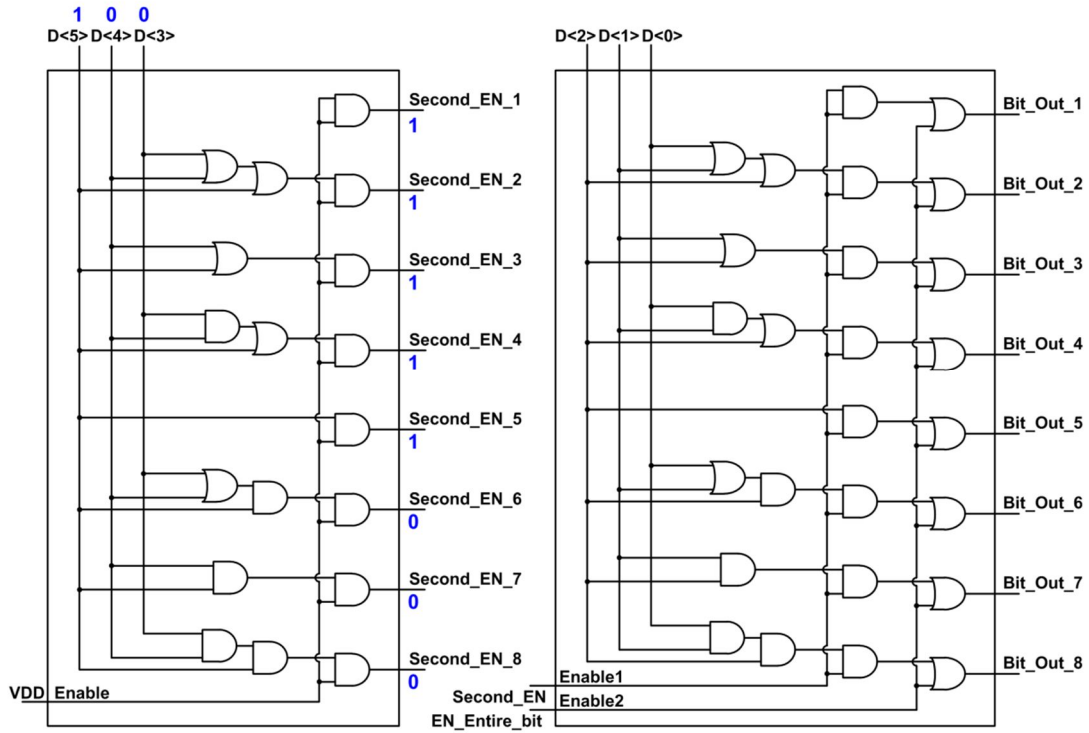 1 0 0
D<5> D<4> D<3>
Second_EN_1
1
Second_EN_2
1
Second_EN_3
1
Second_EN_4
1
Second_EN_5
1
Second_EN_6
0
Second_EN_7
0
Second_EN_8
0
VDD Enable
D<2> D<1> D<0>
Bit_Out_1
Bit_Out_2
Bit_Out_3
Bit_Out_4
Bit_Out_5
Bit_Out_6
Bit_Out_7
Bit_Out_8
Enable1
Second_EN Enable2
EN_Entire_bit